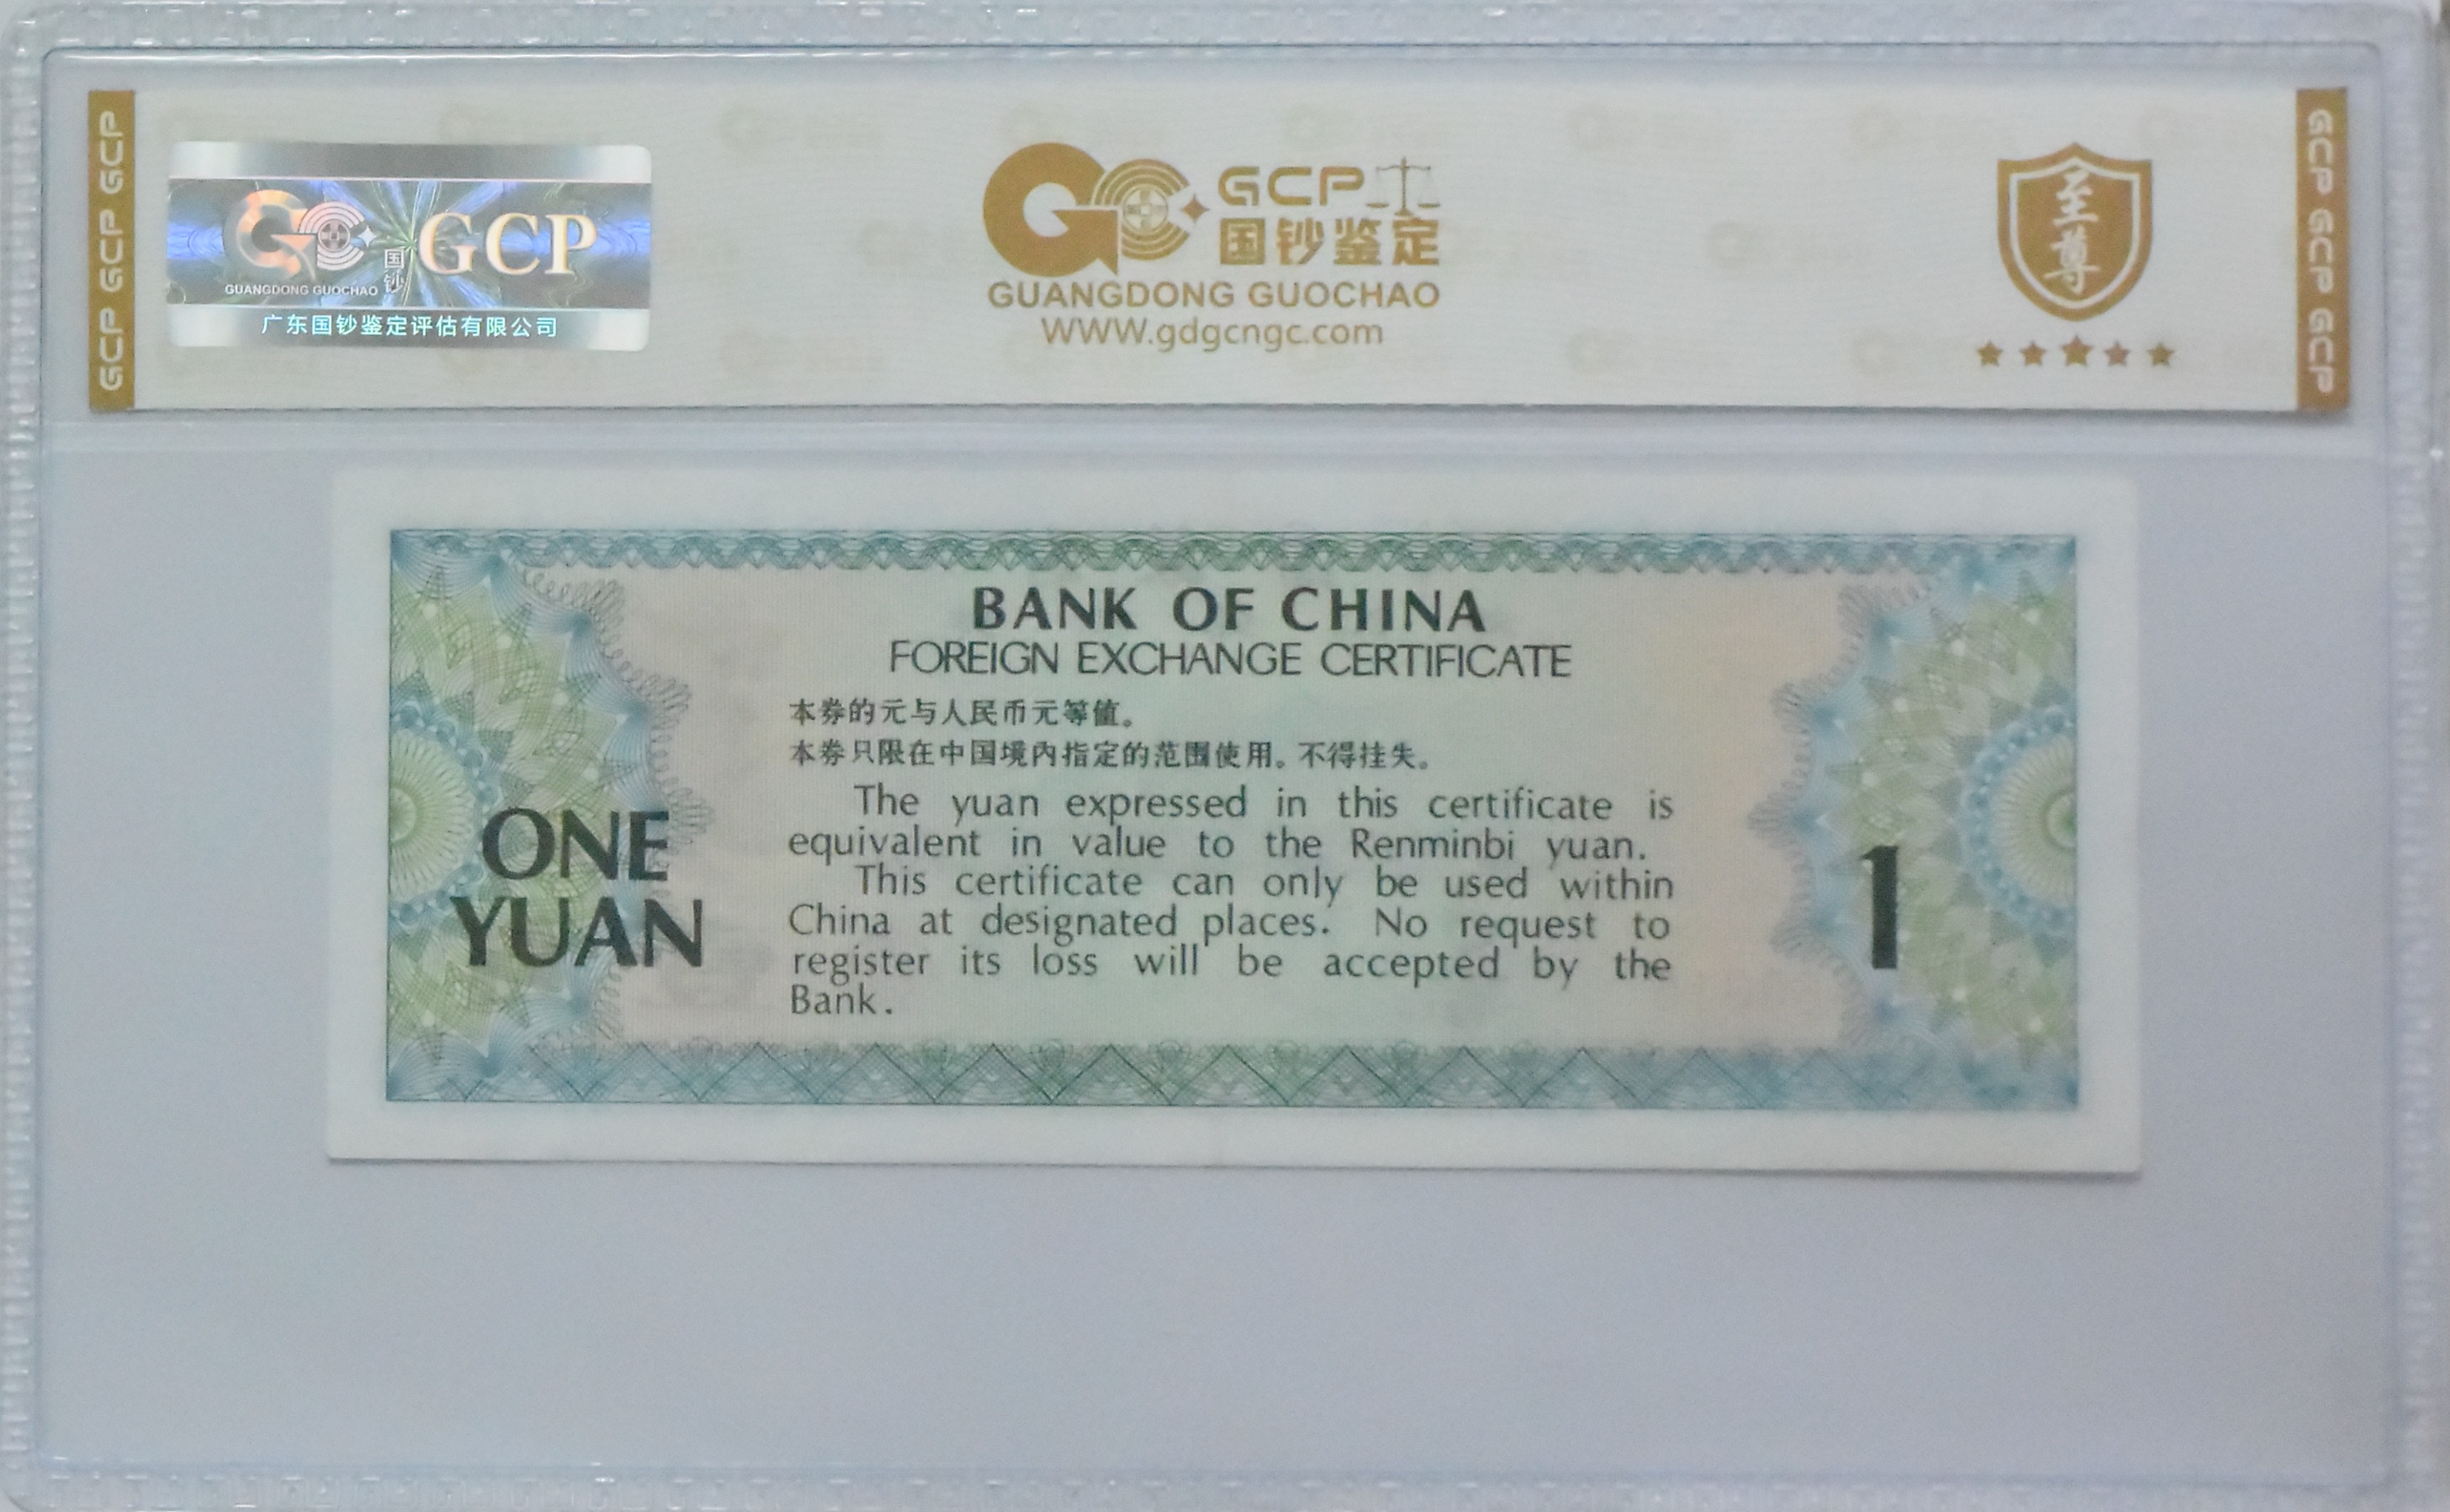 GCP GCP GCP
GCP
国钞
GUANGDONG GUOCHAO
广东国钞鉴定评估有限公司
GCP
国钞鉴定
GUANGDONG GUOCHAO
WWW.gdgcngc.com
至尊
GCP GCP GCP
BANK OF CHINA
FOREIGN EXCHANGE CERTIFICATE
本券的元与人民币元等值。
本券只限在中国境内指定的范围使用。不得挂失。
The yuan expressed in this certificate is
equivalent in value to the Renminbi yuan.
This certificate can only be used within
China at designated places. No request to
register its loss will be accepted by the
Bank.
ONE
YUAN
1